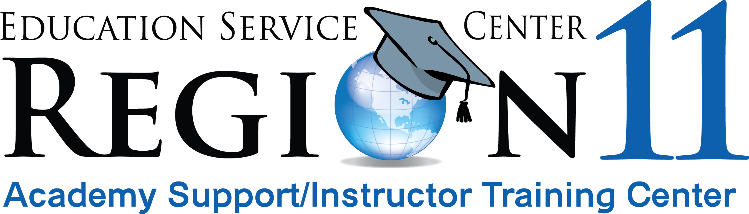 EDUCATION SERVICE CENTER
REGION 11
Academy Support/Instructor Training Center